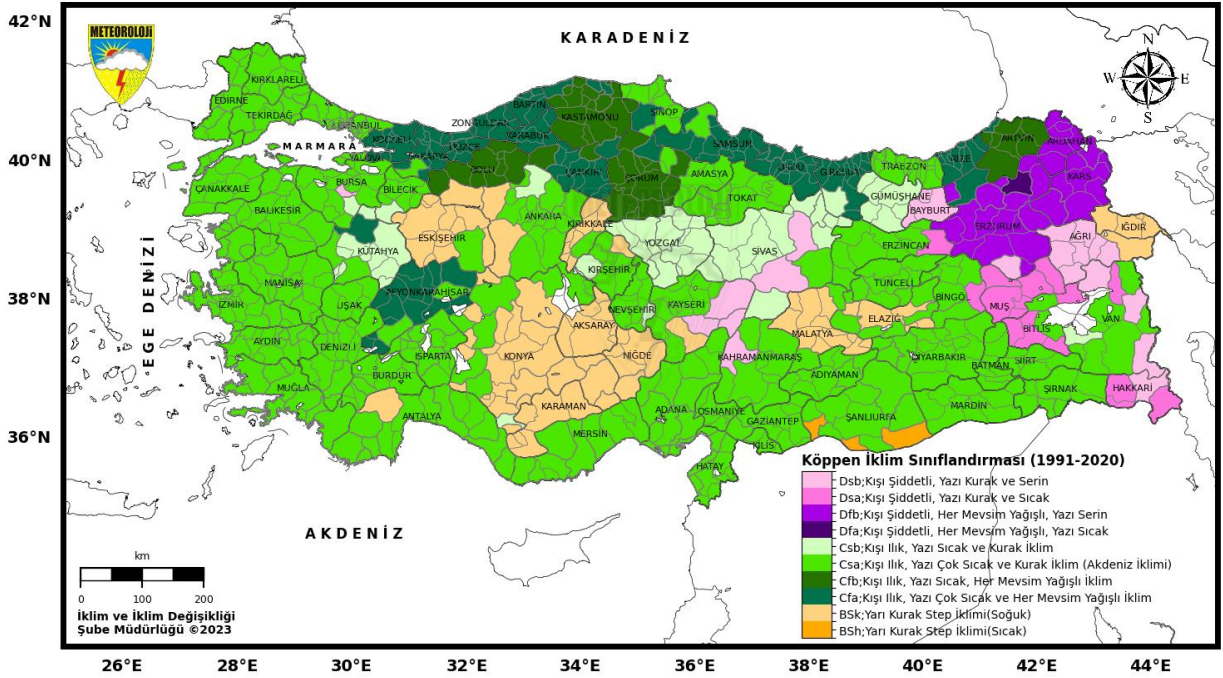 42°N
40°N
38°N
36°N
METEOROLOJİ
KARADENİZ
N
W E
S
MARMARA
EGE DENİZİ
AKDENİZ
KIRKLARELİ
EDİRNE
TEKİRDAĞ
İSTANBUL
KOCAELİ
YALOVA
SAKARYA
DÜZCE
BOLU
ZONGULDAK
BARTIN
KARABÜK
KASTAMONU
SİNOP
ÇANKIRI
ÇORUM
SAMSUN
AMASYA
TOKAT
ORDU
GİRESUN
TRABZON
GÜMÜŞHANE
BAYBURT
RİZE
ARTVİN
ARDAHAN
KARS
ERZURUM
IĞDIR
AĞRI
ÇANAKKALE
BALIKESİR
BURSA
BİLECİK
ESKİŞEHİR
ANKARA
KIRIKKALE
YOZGAT
SİVAS
ERZİNCAN
KÜTAHYA
KIRŞEHİR
TUNCELİ
BİNGÖL
MUŞ
MANİSA
UŞAK
AFYONKARAHİSAR
NEVŞEHİR
KAYSERİ
ELAZIĞ
MALATYA
BİTLİS
VAN
İZMİR
AYDIN
DENİZLİ
ISPARTA
BURDUR
KONYA
AKSARAY
NİĞDE
KAHRAMANMARAŞ
DİYARBAKIR
BATMAN
SİİRT
ADIYAMAN
ŞIRNAK
HAKKARİ
MUĞLA
ANTALYA
KARAMAN
MERSİN
ADANA
OSMANİYE
GAZİANTEP
ŞANLIURFA
MARDİN
KİLİS
HATAY
Köppen İklim Sınıflandırması (1991-2020)
Dsb;Kışı Şiddetli, Yazı Kurak ve Serin
Dsa;Kışı Şiddetli, Yazı Kurak ve Sıcak
Dfb;Kışı Şiddetli, Her Mevsim Yağışlı, Yazı Serin
Dfa;Kışı Şiddetli, Her Mevsim Yağışlı, Yazı Sıcak
Csb;Kışı Ilık, Yazı Sıcak ve Kurak İklim
Csa;Kışı Ilık, Yazı Çok Sıcak ve Kurak İklim (Akdeniz İklimi)
Cfb;Kışı Ilık, Yazı Sıcak, Her Mevsim Yağışlı İklim
Cfa;Kışı Ilık, Yazı Çok Sıcak ve Her Mevsim Yağışlı İklim
BSk;Yarı Kurak Step İklimi(Soğuk)
BSh;Yarı Kurak Step İklimi(Sıcak)
km
0 100 200
İklim ve İklim Değişikliği
Şube Müdürlüğü ©2023
26°E 28°E 30°E 32°E 34°E 36°E 38°E 40°E 42°E 44°E